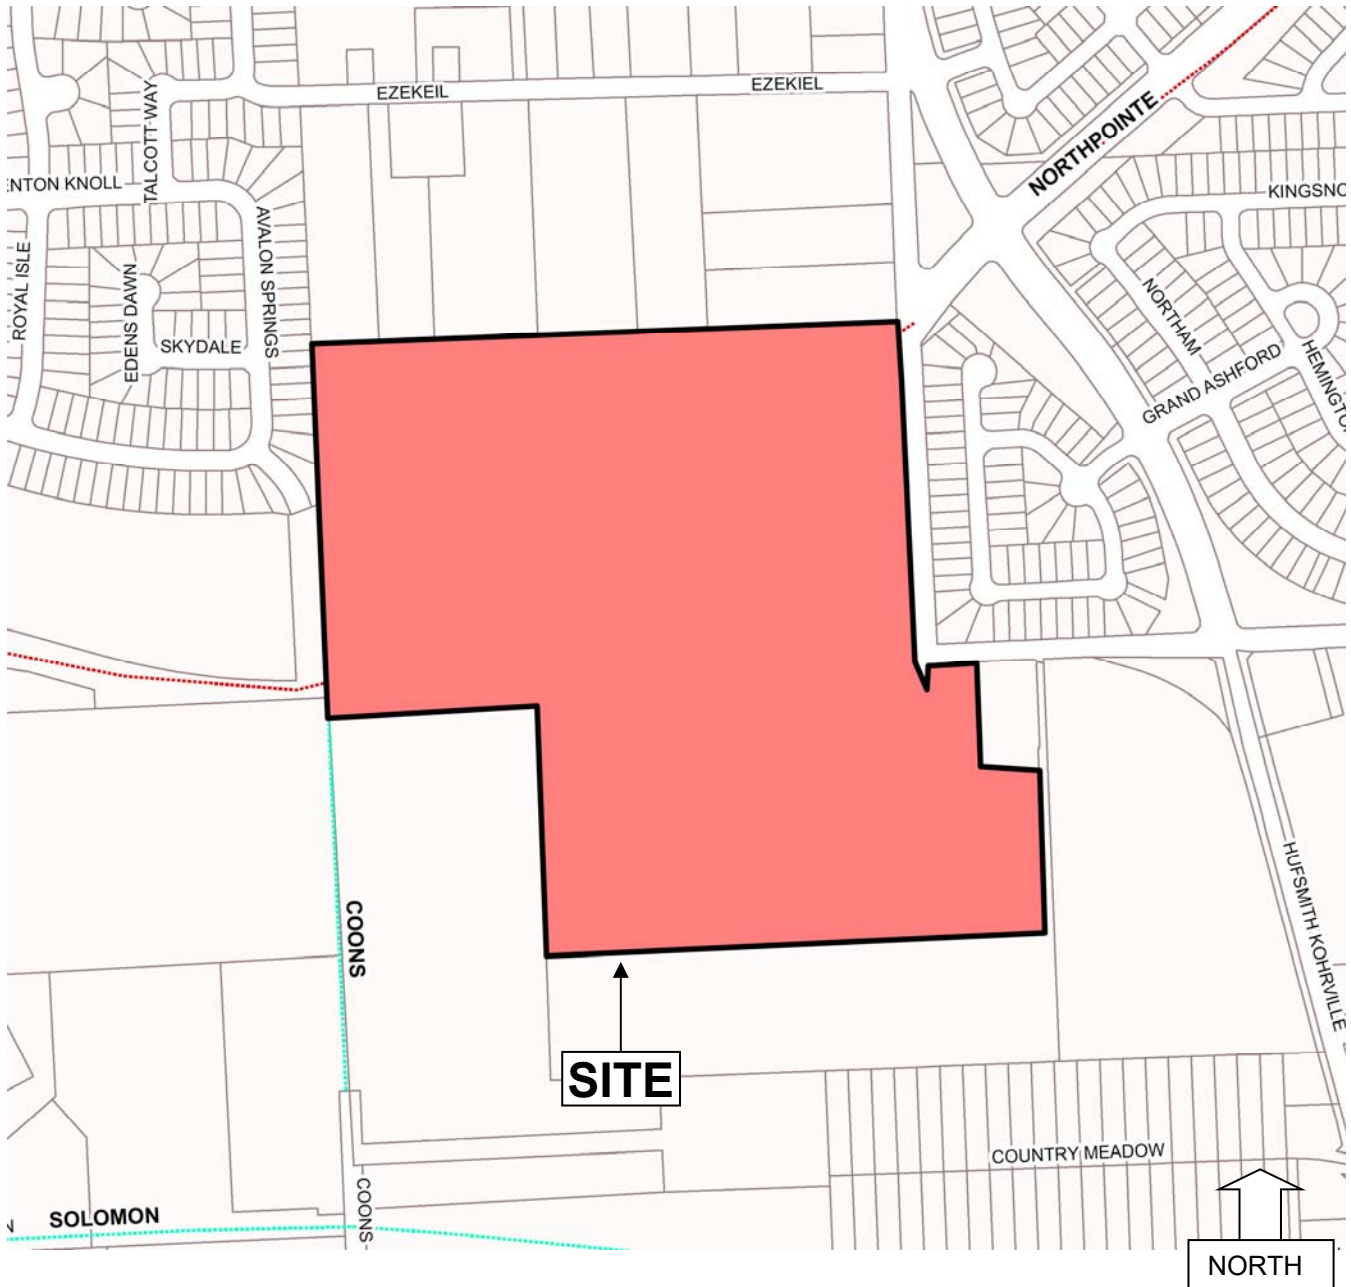 EZEKEIL
EZEKIEL
NORTHPOINTE
TALCOTT WAY
ENTON KNOLL
KINGSNO
AVALON SPRINGS
ROYAL ISLE
EDENS DAWN
SKYDALE
NORTHAM
GRAND ASHFORD
HEMINGTO
COONS
HUFSMITH KOHRVILLE
SITE
COUNTRY MEADOW
COONS
N
SOLOMON
NORTH